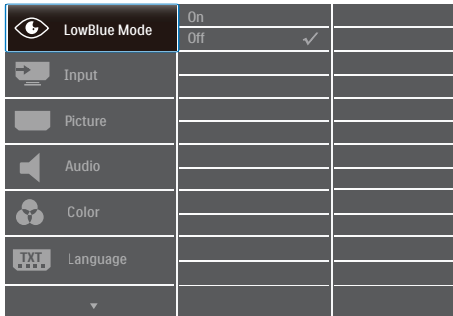 LowBlue Mode
On
Off
Input
Picture
Audio
Color
TXT
Language